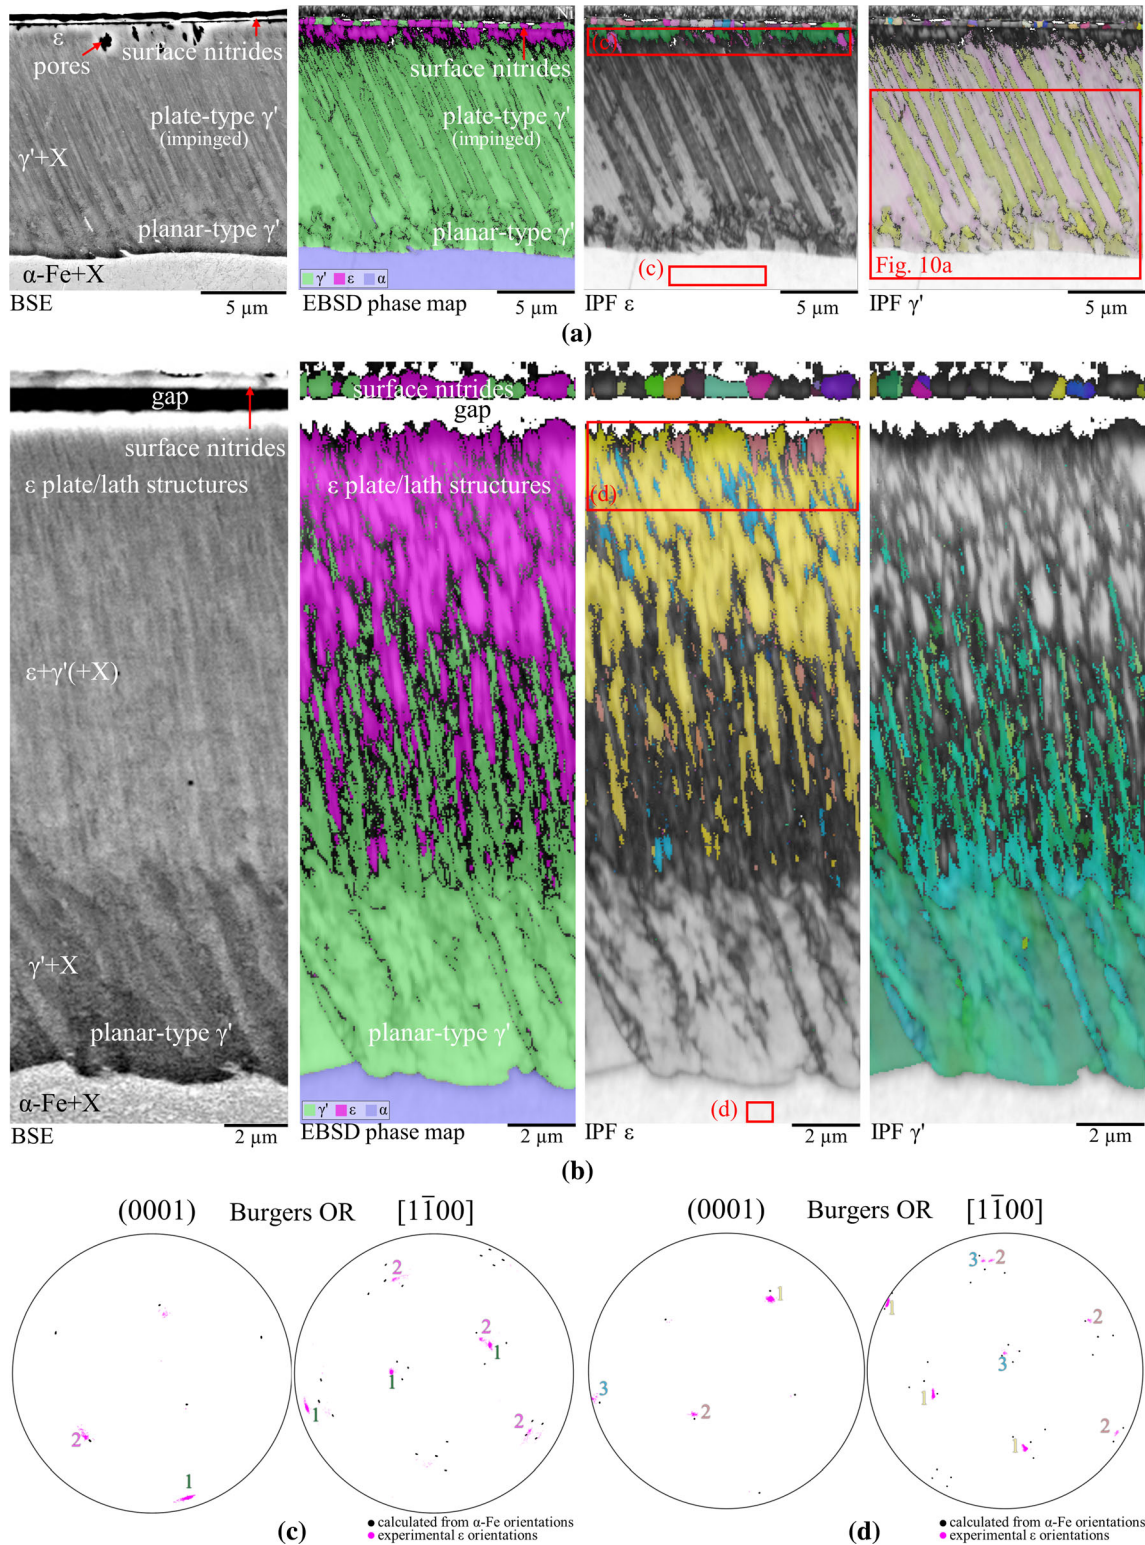 ε
pores
surface nitrides
plate-type γ'
(impinged)
γ'+X
planar-type γ'
α-Fe+X
BSE
5 μm
Ni
surface nitrides
plate-type γ'
(impinged)
planar-type γ'
γ' ε α
EBSD phase map
5 μm
(c)
(c)
IPF ε
5 μm
Fig. 10a
IPF γ'
5 μm
(a)
gap
surface nitrides
ε plate/lath structures
ε+γ'(+X)
γ'+X
planar-type γ'
α-Fe+X
BSE
2 μm
surface nitrides
gap
ε plate/lath structures
planar-type γ'
γ' ε α
EBSD phase map
2 μm
(d)
(d)
IPF ε
2 μm
IPF γ'
2 μm
(b)
(0001) Burgers OR [11̅00]
2
1
2
2
1
1
1
2
calculated from α-Fe orientations
experimental ε orientations
(c)
(0001) Burgers OR [11̅00]
1
3
2
3 2
1
2
3
1
2
1
calculated from α-Fe orientations
experimental ε orientations
(d)